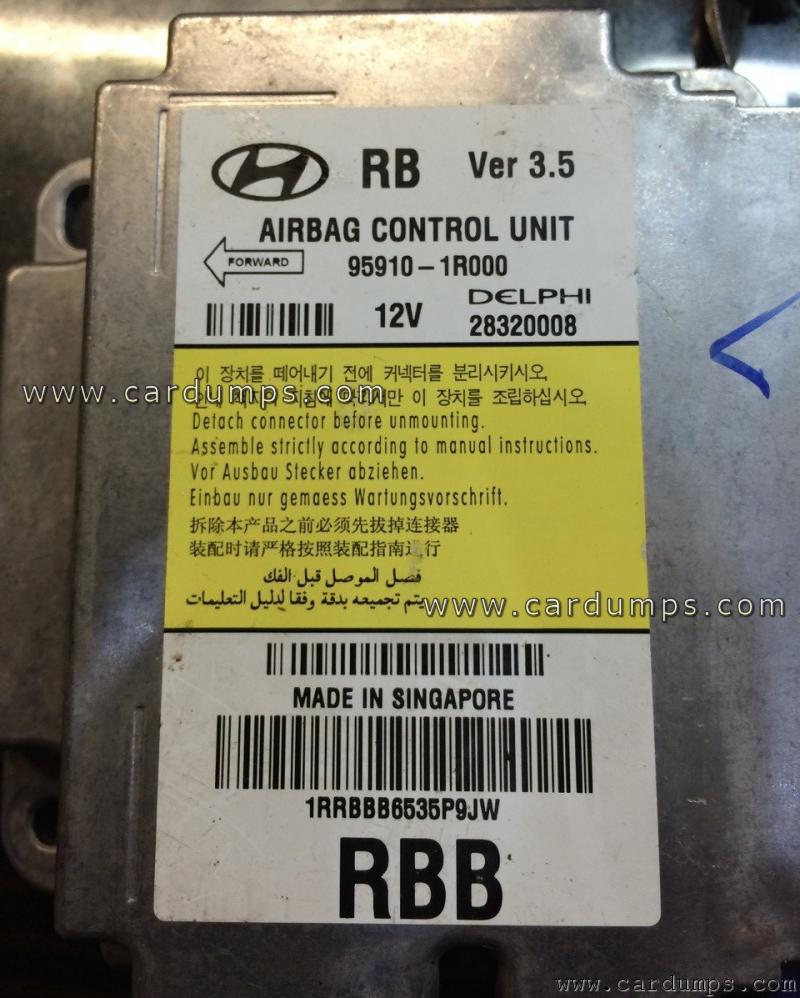 RB Ver 3.5
AIRBAG CONTROL UNIT
FORWARD 95910-1R000
12V DELPHI
28320008
이 장치를 떼어내기 전에 커넥터를 분리시키시오.
www.cardumps.com
이 장치를 조립하십시오.
Detach connector before unmounting.
Assemble strictly according to manual instructions.
Vor Ausbau Stecker abziehen.
Einbau nur gemaess Wartungsvorschrift.
拆除本产品之前必须先拔掉连接器
装配时请严格按照装配指南进行
فصل الموصل قبل الفك
يتم تجميعه بدقة وفقا لدليل التعليمات
www.cardumps.com
MADE IN SINGAPORE
1RRBBB6535P9JW
RBB
www.cardumps.com